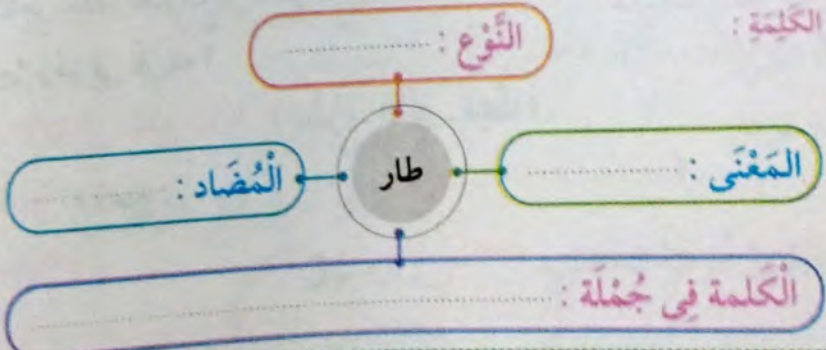 الكَلِمَةِ :
النَّوْع : ..................
المَعْنَى : ......................
طار
الْمُضَاد : ......................
الْكَلمة فِى جُمْلَة : ............................................................